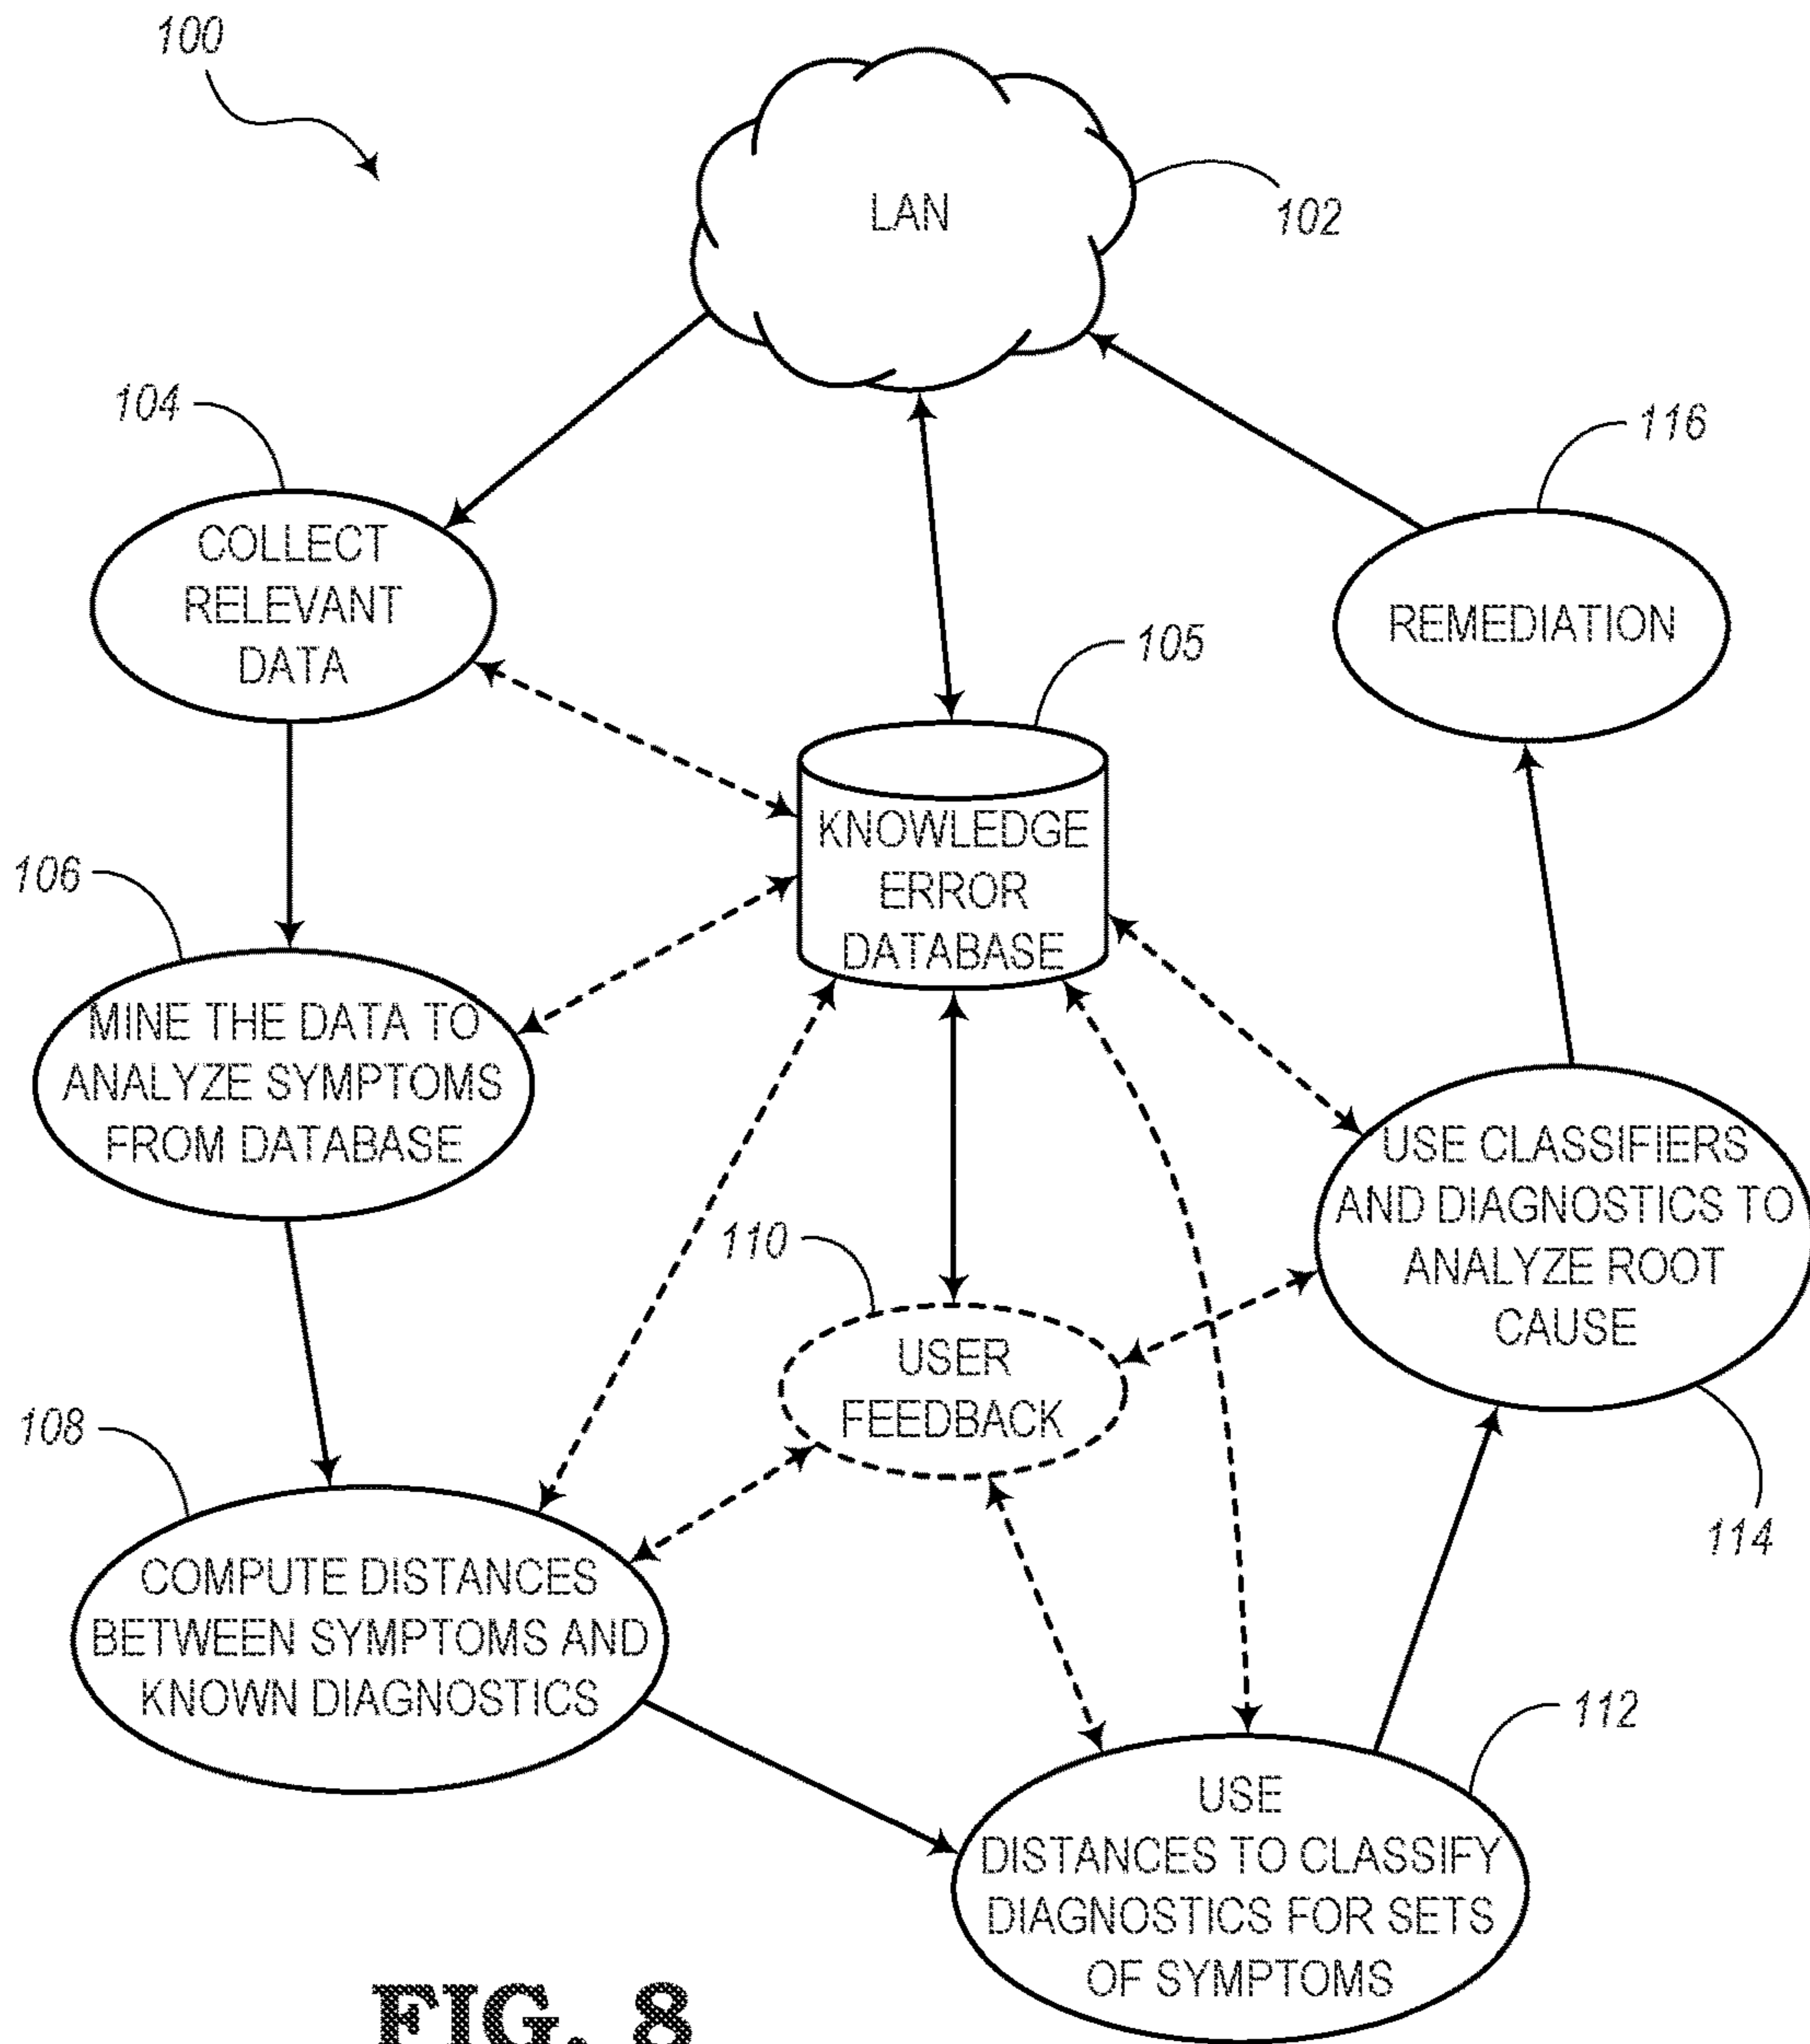 100
LAN
102
104
COLLECT
RELEVANT
DATA
116
REMEDIATION
105
KNOWLEDGE
ERROR
DATABASE
106
MINE THE DATA TO
ANALYZE SYMPTOMS
FROM DATABASE
USE CLASSIFIERS
AND DIAGNOSTICS TO
ANALYZE ROOT
CAUSE
114
110
USER
FEEDBACK
108
COMPUTE DISTANCES
BETWEEN SYMPTOMS AND
KNOWN DIAGNOSTICS
112
USE
DISTANCES TO CLASSIFY
DIAGNOSTICS FOR SETS
OF SYMPTOMS
FIG. 8